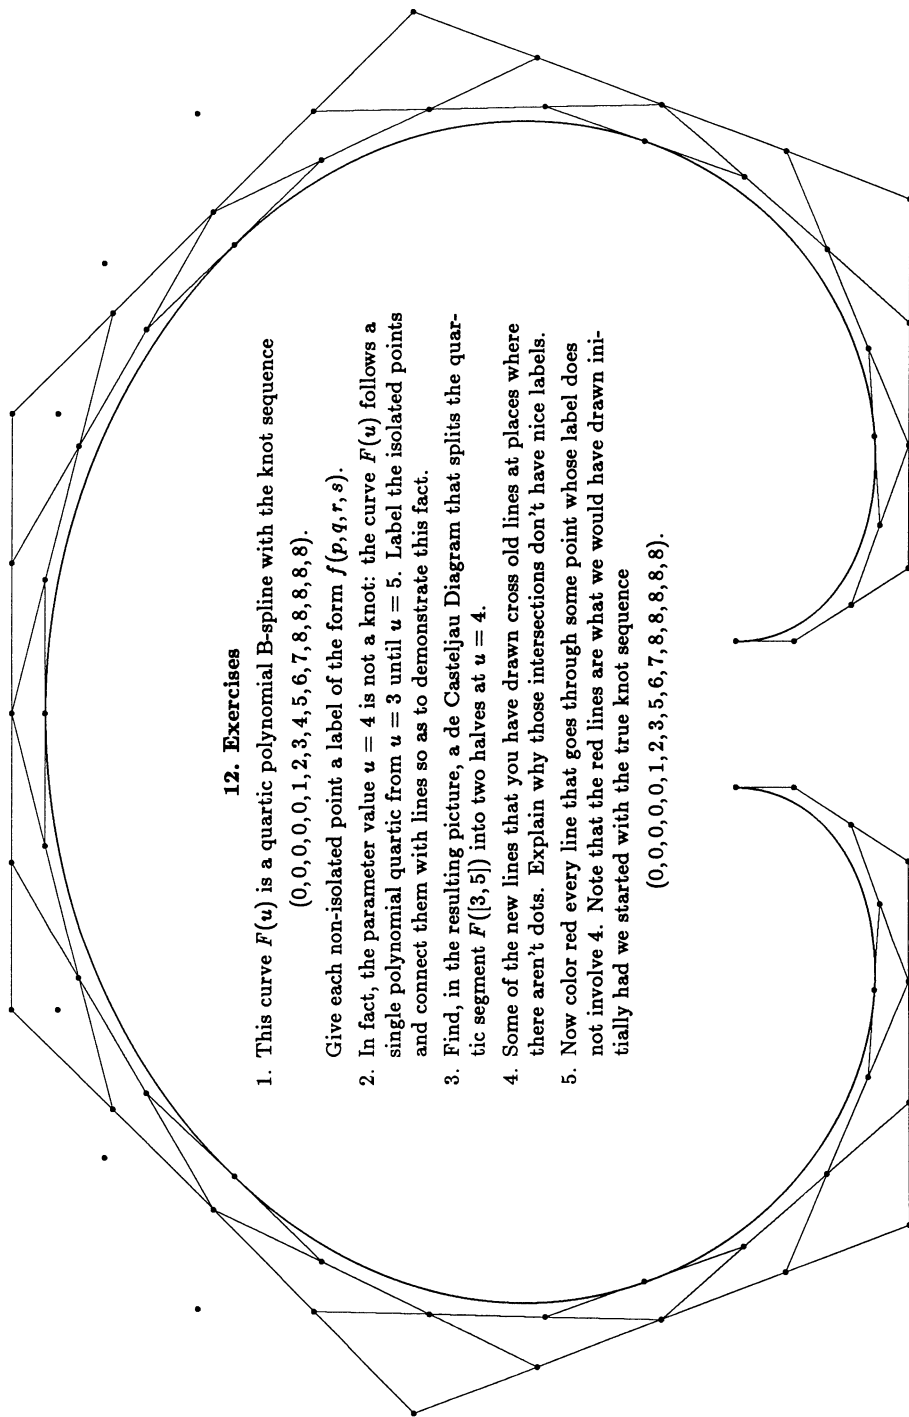 12. Exercises
1. This curve F(u) is a quartic polynomial B-spline with the knot sequence
(0,0,0,0,1,2,3,4,5,6,7,8,8,8,8).
Give each non-isolated point a label of the form f(p,q,r,s).
2. In fact, the parameter value u = 4 is not a knot: the curve F(u) follows a
single polynomial quartic from u = 3 until u = 5. Label the isolated points
and connect them with lines so as to demonstrate this fact.
3. Find, in the resulting picture, a de Casteljau Diagram that splits the quar-
tic segment F([3,5]) into two halves at u = 4.
4. Some of the new lines that you have drawn cross old lines at places where
there aren't dots. Explain why those intersections don't have nice labels.
5. Now color red every line that goes through some point whose label does
not involve 4. Note that the red lines are what we would have drawn ini-
tially had we started with the true knot sequence
(0,0,0,0,1,2,3,5,6,7,8,8,8,8).